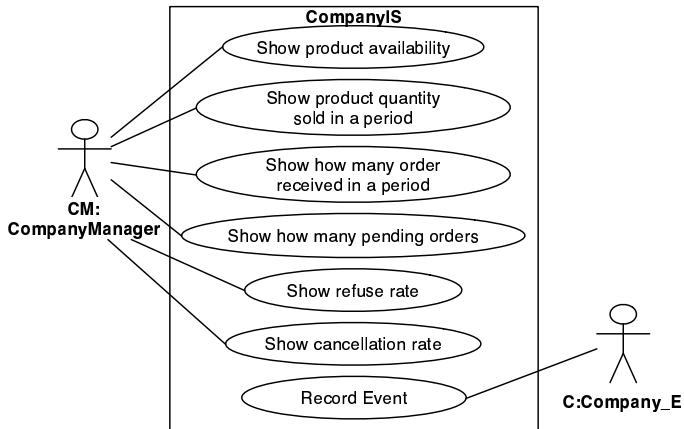 CompanyIS
Show product availability
Show product quantity
sold in a period
Show how many order
received in a period
CM:
CompanyManager
Show how many pending orders
Show refuse rate
Show cancellation rate
Record Event
C:Company_E